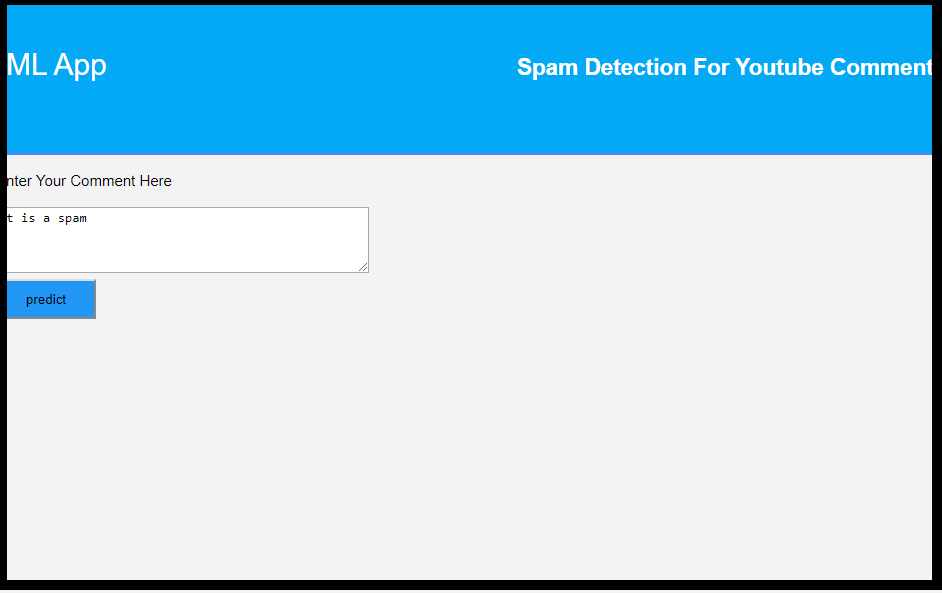 ML App
Spam Detection For Youtube Comment
nter Your Comment Here
t is a spam
predict